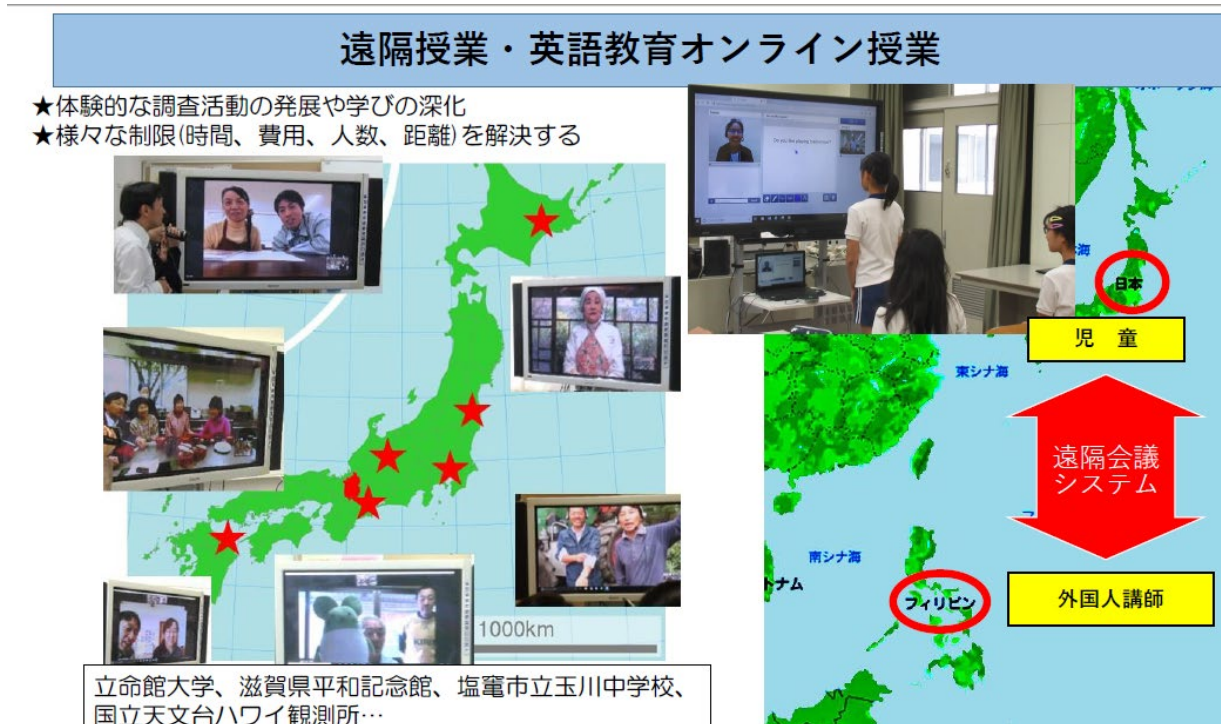 遠隔授業・英語教育オンライン授業
★体験的な調査活動の発展や学びの深化
★様々な制限(時間、費用、人数、距離)を解決する
1000km
立命館大学、滋賀県平和記念館、塩竃市立玉川中学校、
国立天文台ハワイ観測所…
海
日本
児　童
東シナ海
遠隔会議
システム
南シナ海
トナム
フィリピン
外国人講師